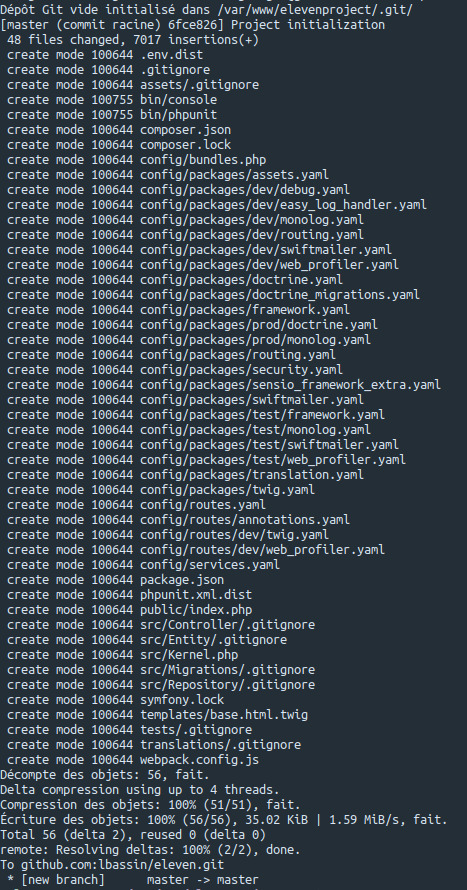 Dépôt Git vide initialisé dans /var/www/elevenproject/.git/
[master (commit racine) 6fce826] Project initialization
 48 files changed, 7017 insertions(+)
 create mode 100644 .env.dist
 create mode 100644 .gitignore
 create mode 100644 assets/.gitignore
 create mode 100755 bin/console
 create mode 100755 bin/phpunit
 create mode 100644 composer.json
 create mode 100644 composer.lock
 create mode 100644 config/bundles.php
 create mode 100644 config/packages/assets.yaml
 create mode 100644 config/packages/dev/debug.yaml
 create mode 100644 config/packages/dev/easy_log_handler.yaml
 create mode 100644 config/packages/dev/monolog.yaml
 create mode 100644 config/packages/dev/routing.yaml
 create mode 100644 config/packages/dev/swiftmailer.yaml
 create mode 100644 config/packages/dev/web_profiler.yaml
 create mode 100644 config/packages/doctrine.yaml
 create mode 100644 config/packages/doctrine_migrations.yaml
 create mode 100644 config/packages/framework.yaml
 create mode 100644 config/packages/prod/doctrine.yaml
 create mode 100644 config/packages/prod/monolog.yaml
 create mode 100644 config/packages/routing.yaml
 create mode 100644 config/packages/security.yaml
 create mode 100644 config/packages/sensio_framework_extra.yaml
 create mode 100644 config/packages/swiftmailer.yaml
 create mode 100644 config/packages/test/framework.yaml
 create mode 100644 config/packages/test/monolog.yaml
 create mode 100644 config/packages/test/swiftmailer.yaml
 create mode 100644 config/packages/test/web_profiler.yaml
 create mode 100644 config/packages/translation.yaml
 create mode 100644 config/packages/twig.yaml
 create mode 100644 config/routes.yaml
 create mode 100644 config/routes/annotations.yaml
 create mode 100644 config/routes/dev/twig.yaml
 create mode 100644 config/routes/dev/web_profiler.yaml
 create mode 100644 config/services.yaml
 create mode 100644 package.json
 create mode 100644 phpunit.xml.dist
 create mode 100644 public/index.php
 create mode 100644 src/Controller/.gitignore
 create mode 100644 src/Entity/.gitignore
 create mode 100644 src/Kernel.php
 create mode 100644 src/Migrations/.gitignore
 create mode 100644 src/Repository/.gitignore
 create mode 100644 symfony.lock
 create mode 100644 templates/base.html.twig
 create mode 100644 tests/.gitignore
 create mode 100644 translations/.gitignore
 create mode 100644 webpack.config.js
Décompte des objets: 56, fait.
Delta compression using up to 4 threads.
Compression des objets: 100% (51/51), fait.
Écriture des objets: 100% (56/56), 35.02 KiB | 1.59 MiB/s, fait.
Total 56 (delta 2), reused 0 (delta 0)
remote: Resolving deltas: 100% (2/2), done.
To github.com:lbassin/eleven.git
 * [new branch]      master -> master